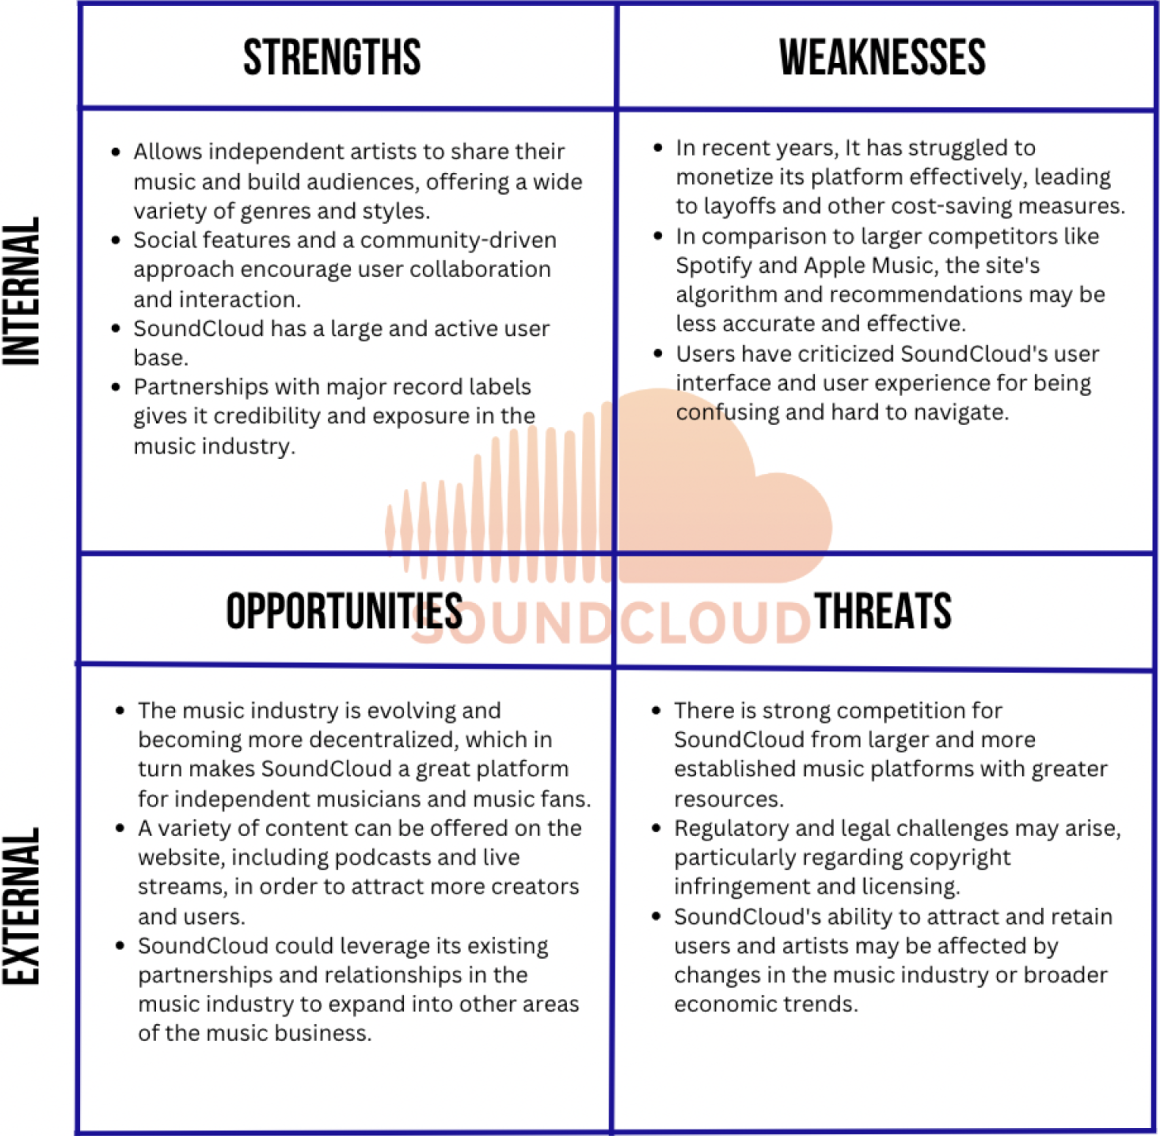 STRENGTHS
WEAKNESSES
INTERNAL
• Allows independent artists to share their
music and build audiences, offering a wide
variety of genres and styles.
• Social features and a community-driven
approach encourage user collaboration
and interaction.
• SoundCloud has a large and active user
base.
• Partnerships with major record labels
gives it credibility and exposure in the
music industry.
• In recent years, It has struggled to
monetize its platform effectively, leading
to layoffs and other cost-saving measures.
• In comparison to larger competitors like
Spotify and Apple Music, the site's
algorithm and recommendations may be
less accurate and effective.
• Users have criticized SoundCloud's user
interface and user experience for being
confusing and hard to navigate.
OPPORTUNITIES
SOUNDCLOUD
THREATS
EXTERNAL
• The music industry is evolving and
becoming more decentralized, which in
turn makes SoundCloud a great platform
for independent musicians and music fans.
• A variety of content can be offered on the
website, including podcasts and live
streams, in order to attract more creators
and users.
• SoundCloud could leverage its existing
partnerships and relationships in the
music industry to expand into other areas
of the music business.
• There is strong competition for
SoundCloud from larger and more
established music platforms with greater
resources.
• Regulatory and legal challenges may arise,
particularly regarding copyright
infringement and licensing.
• SoundCloud's ability to attract and retain
users and artists may be affected by
changes in the music industry or broader
economic trends.